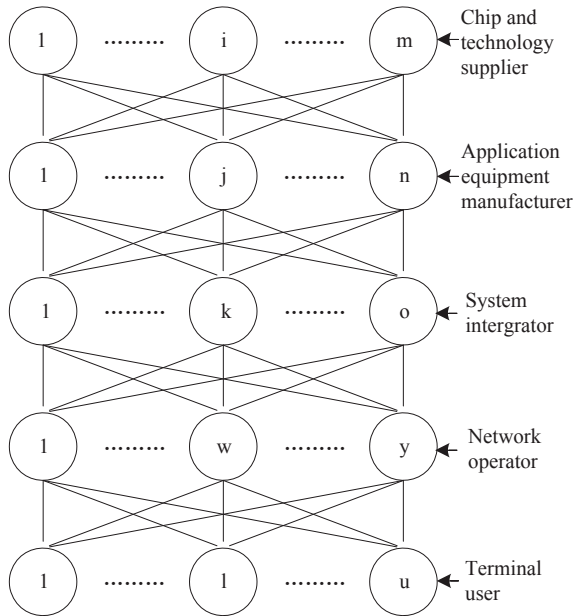 1 ......... i ......... m
Chip and
technology
supplier
1 ......... j ......... n
Application
equipment
manufacturer
1 ......... k ......... o
System
intergrator
1 ......... w ......... y
Network
operator
1 ......... l ......... u
Terminal
user